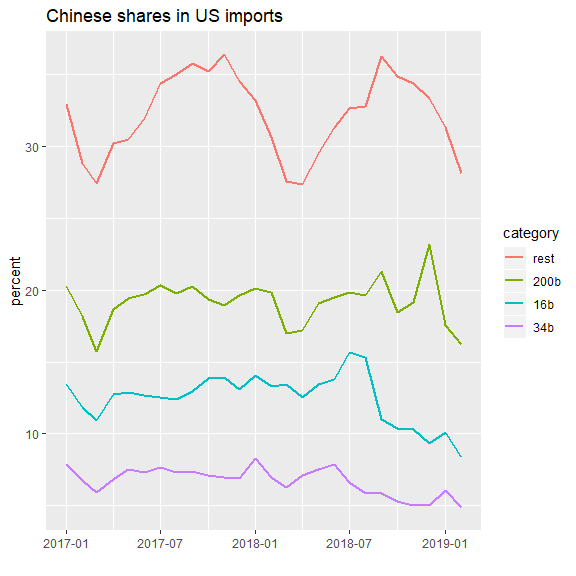 Chinese shares in US imports
percent
30
20
10
2017-01
2017-07
2018-01
2018-07
2019-01
category
rest
200b
16b
34b